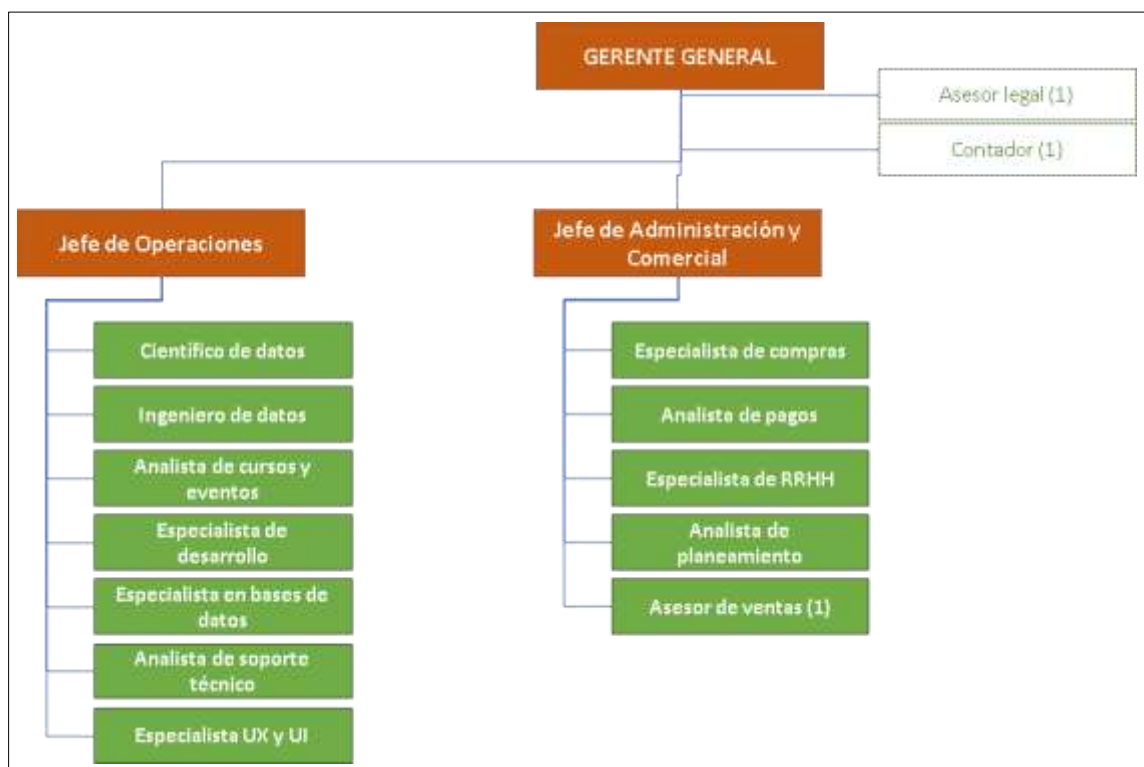 GERENTE GENERAL
Asesor legal (1)
Contador (1)
Jefe de Operaciones
Jefe de Administración y
Comercial
Científico de datos
Ingeniero de datos
Analista de cursos y
eventos
Especialista de
desarrollo
Especialista en bases de
datos
Analista de soporte
técnico
Especialista UX y UI
Especialista de compras
Analista de pagos
Especialista de RRHH
Analista de
planeamiento
Asesor de ventas (1)